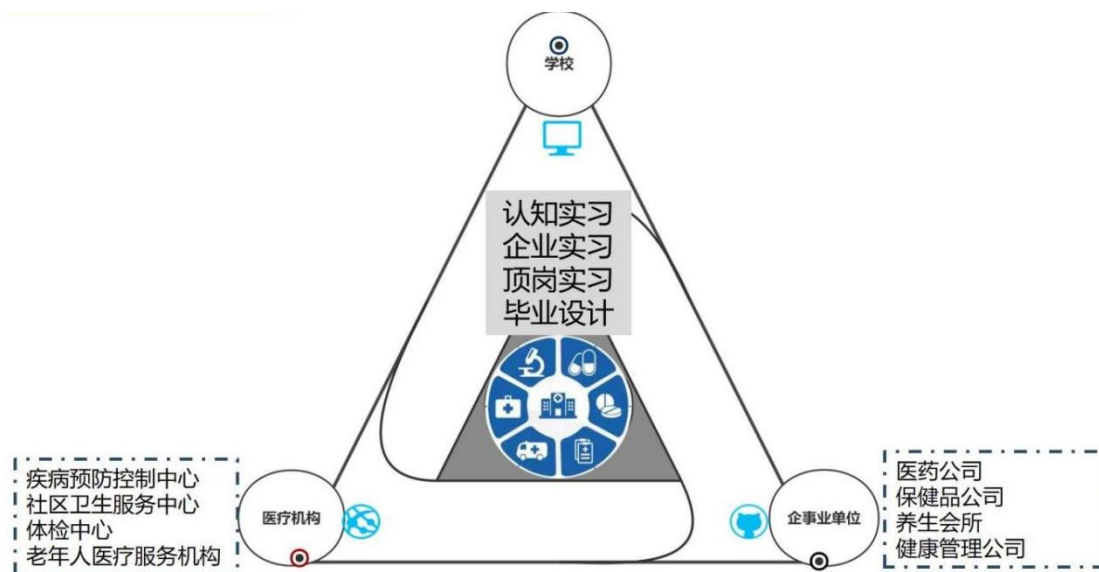 学校
认知实习
企业实习
顶岗实习
毕业设计
疾病预防控制中心
社区卫生服务中心
体检中心
老年人医疗服务机构
医疗机构
企事业单位
医药公司
保健品公司
养生会所
健康管理公司